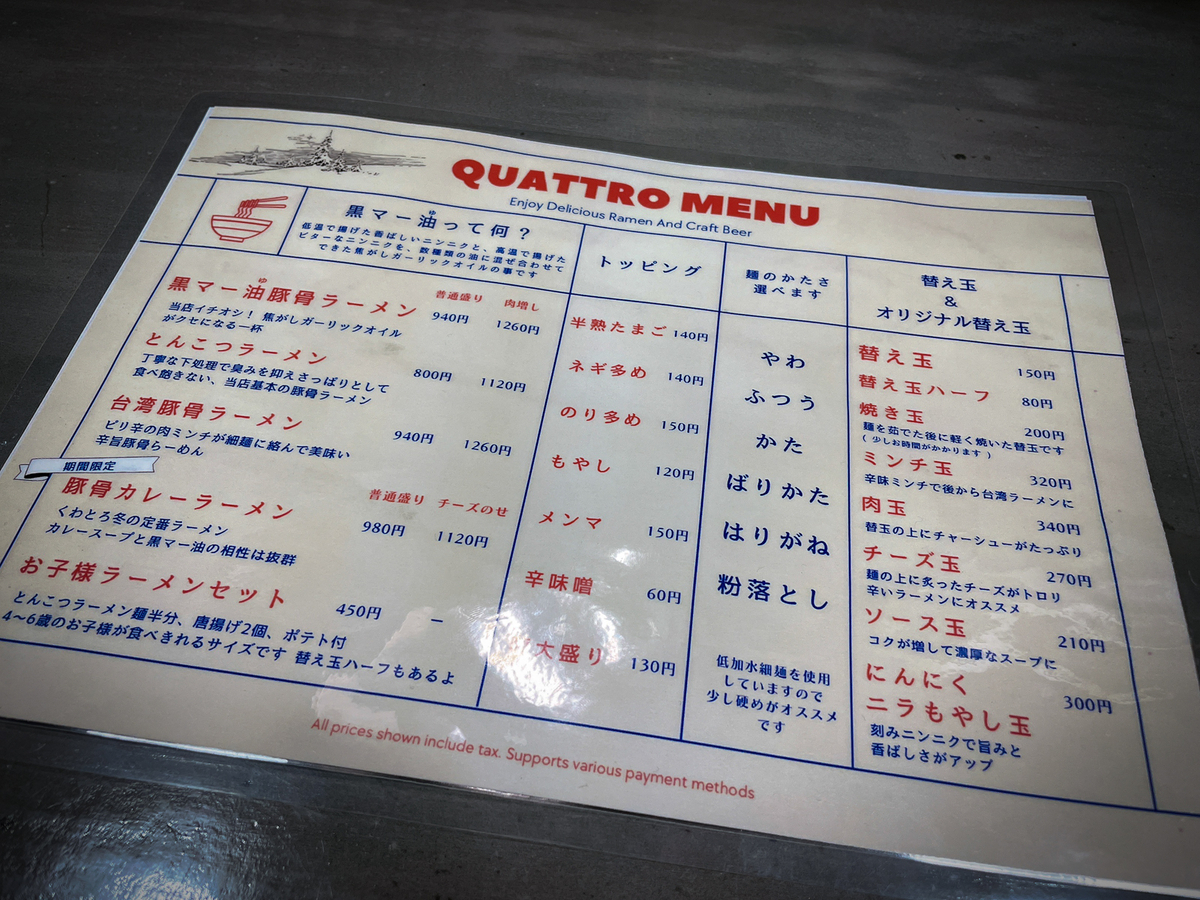 QUATTRO MENU
Enjoy Delicious Ramen And Craft Beer
ゆ
黒マー油って何？
低温で揚げた香ばしいニンニクと、高温で揚げた
ビターなニンニクを、数種類の油に混ぜ合わせて
できた焦がしガーリックオイルの事です
普通盛り 肉増し
ゆ
黒マー油豚骨ラーメン 940円 1260円
当店イチオシ！ 焦がしガーリックオイル
がクセになる一杯
とんこつラーメン 800円 1120円
丁寧な下処理で臭みを抑えさっぱりとして
食べ飽きない、当店基本の豚骨ラーメン
台湾豚骨ラーメン 940円 1260円
ピリ辛の肉ミンチが細麺に絡んで美味い
辛旨豚骨らーめん
期間限定
普通盛り チーズのせ
豚骨カレーラーメン 980円 1120円
くわとろ冬の定番ラーメン
カレースープと黒マー油の相性は抜群
お子様ラーメンセット 450円 ー
とんこつラーメン麺半分、唐揚げ2個、ポテト付
4〜6歳のお子様が食べきれるサイズです 替え玉ハーフもあるよ
トッピング
半熟たまご 140円
ネギ多め 140円
のり多め 150円
もやし 120円
メンマ 150円
辛味噌 60円
大盛り 130円
麺のかたさ
選べます
やわ
ふつう
かた
ばりかた
はりがね
粉落とし
低加水細麺を使用
していますので
少し硬めがオススメ
です
替え玉
&
オリジナル替え玉
替え玉 150円
替え玉ハーフ 80円
焼き玉 200円
麺を茹でた後に軽く焼いた替玉です
( 少しお時間がかかります )
ミンチ玉 320円
辛味ミンチで後から台湾ラーメンに
肉玉 340円
替玉の上にチャーシューがたっぷり
チーズ玉 270円
麺の上に炙ったチーズがトロリ
辛いラーメンにオススメ
ソース玉 210円
コクが増して濃厚なスープに
にんにく
ニラもやし玉 300円
刻みニンニクで旨みと
香ばしさがアップ
All prices shown include tax. Supports various payment methods